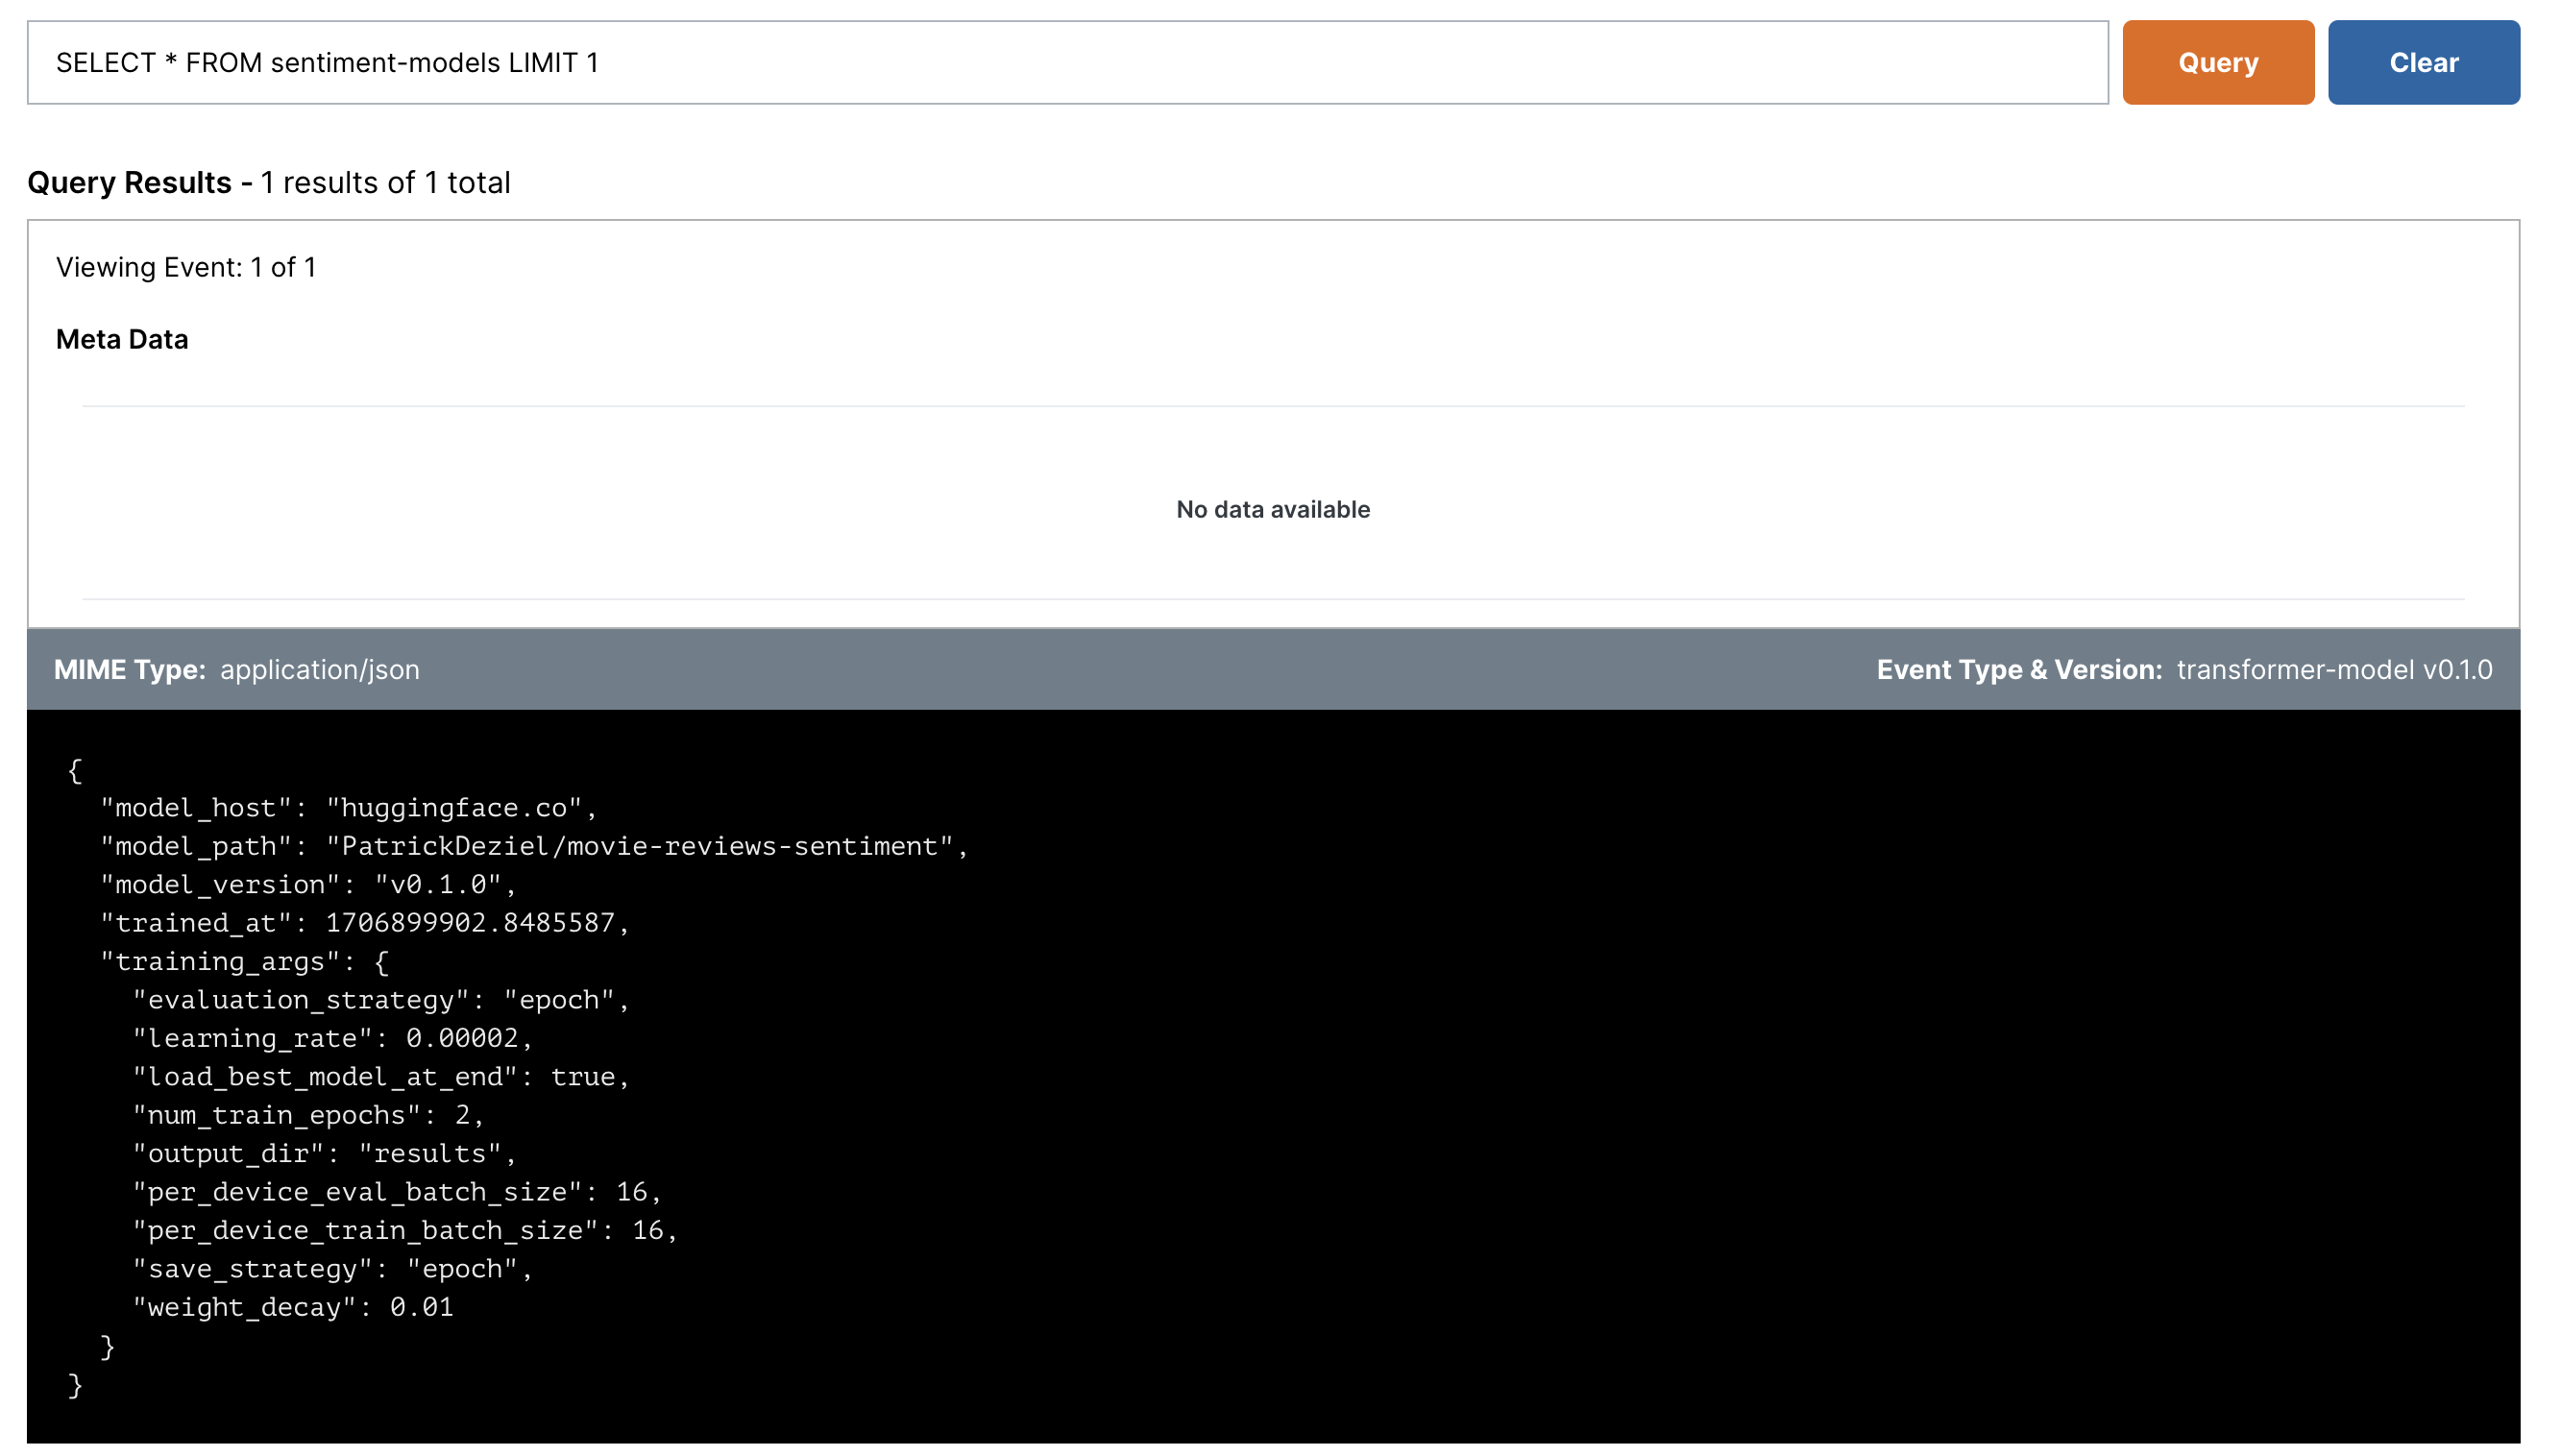 SELECT * FROM sentiment-models LIMIT 1
Query
Clear
Query Results - 1 results of 1 total
Viewing Event: 1 of 1
Meta Data
No data available
MIME Type: application/json
Event Type & Version: transformer-model v0.1.0
{
  "model_host": "huggingface.co",
  "model_path": "PatrickDeziel/movie-reviews-sentiment",
  "model_version": "v0.1.0",
  "trained_at": 1706899902.8485587,
  "training_args": {
    "evaluation_strategy": "epoch",
    "learning_rate": 0.00002,
    "load_best_model_at_end": true,
    "num_train_epochs": 2,
    "output_dir": "results",
    "per_device_eval_batch_size": 16,
    "per_device_train_batch_size": 16,
    "save_strategy": "epoch",
    "weight_decay": 0.01
  }
}